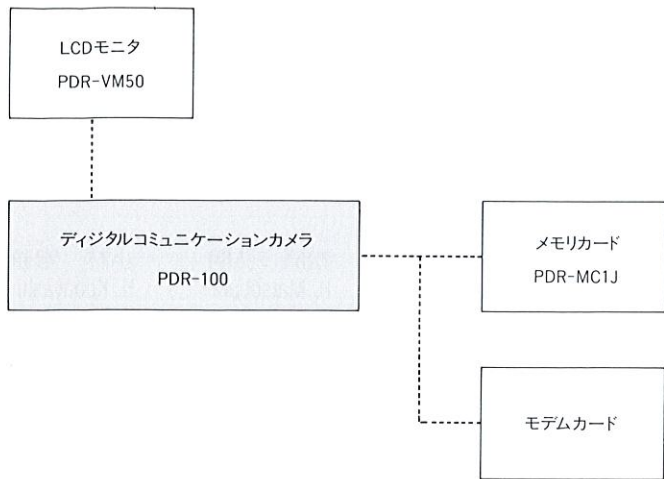 LCDモニタ
PDR-VM50
ディジタルコミュニケーションカメラ
PDR-100
メモリカード
PDR-MC1J
モデムカード